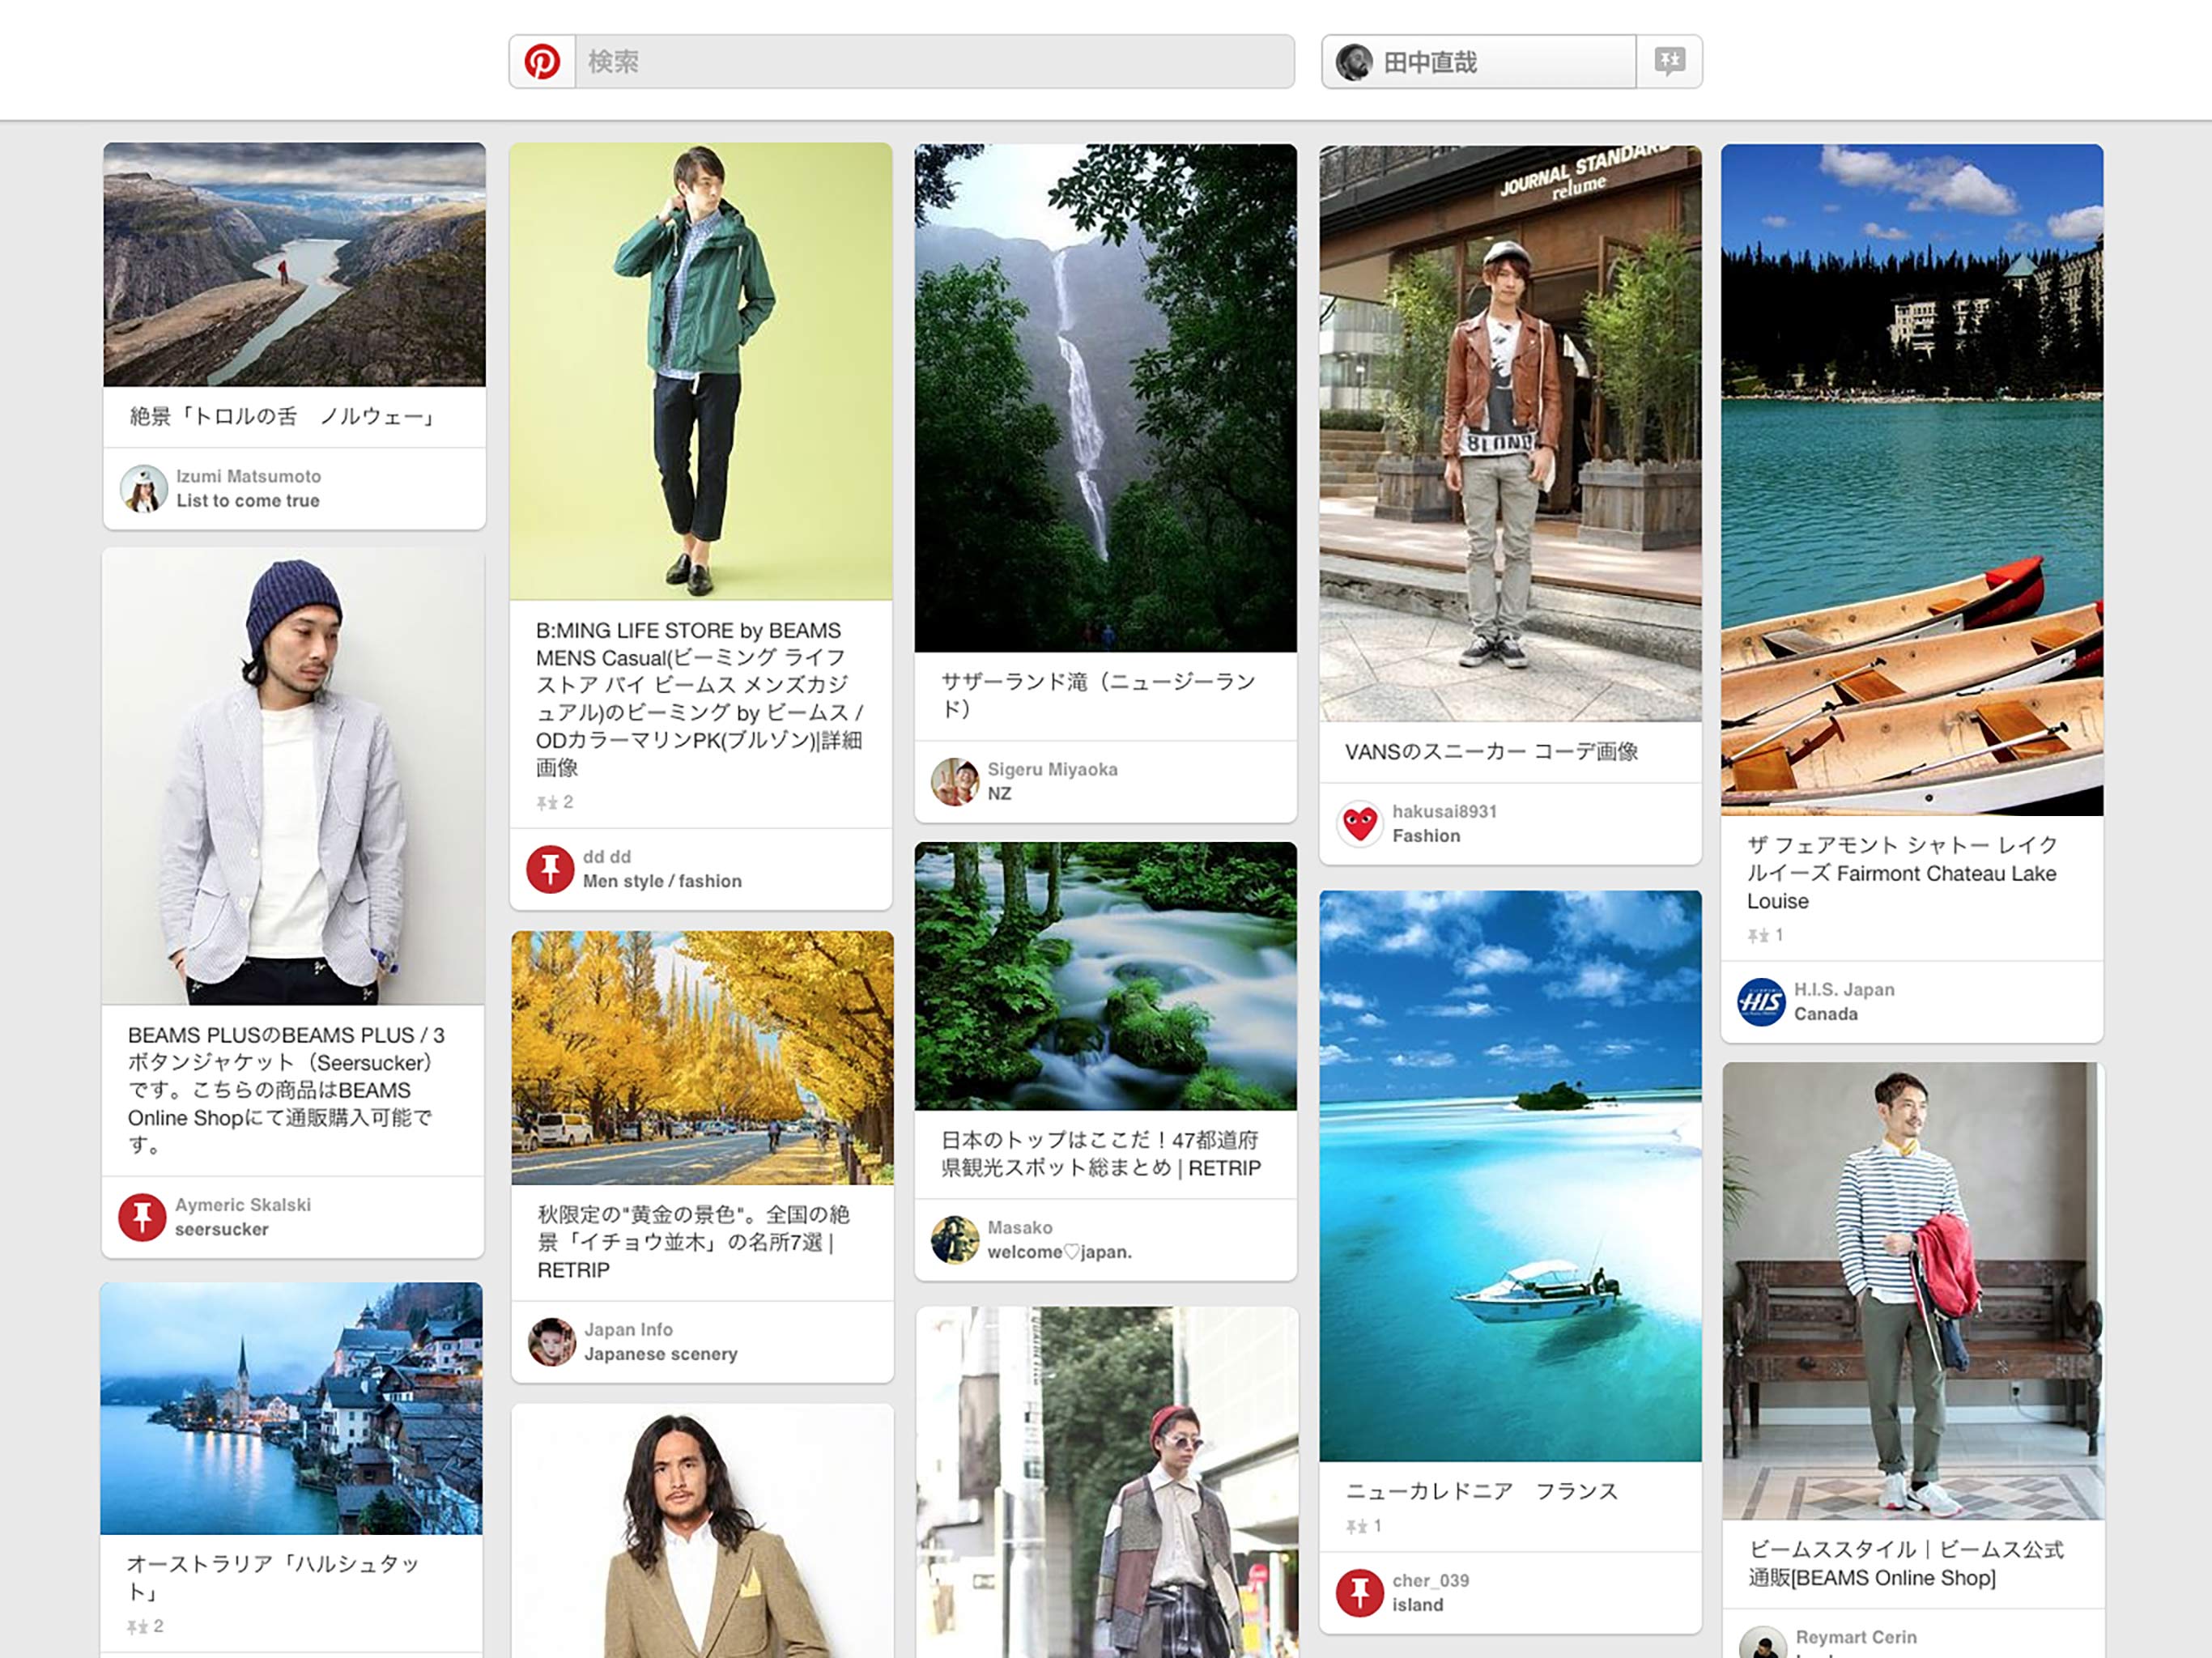 検索
田中直哉
絶景「トロルの舌　ノルウェー」
Izumi Matsumoto
List to come true
BEAMS PLUSのBEAMS PLUS / 3
ボタンジャケット（Seersucker）
です。こちらの商品はBEAMS
Online Shopにて通販購入可能で
す。
Aymeric Skalski
seersucker
オーストラリア「ハルシュタッ
ト」
2
B:MING LIFE STORE by BEAMS
MENS Casual(ビーミング ライフ
ストア バイ ビームス メンズカジ
ュアル)のビーミング by ビームス /
ODカラーマリンPK(ブルゾン)|詳細
画像
2
dd dd
Men style / fashion
秋限定の"黄金の景色"。全国の絶
景「イチョウ並木」の名所7選 |
RETRIP
Japan Info
Japanese scenery
サザーランド滝（ニュージーラン
ド）
Sigeru Miyaoka
NZ
日本のトップはここだ！47都道府
県観光スポット総まとめ | RETRIP
Masako
welcome♡japan.
JOURNAL STANDARD
relume
BLOND
VANSのスニーカー コーデ画像
hakusai8931
Fashion
ニューカレドニア　フランス
1
cher_039
island
ザ フェアモント シャトー レイク
ルイーズ Fairmont Chateau Lake
Louise
1
HIS
H.I.S. Japan
Canada
ビームススタイル｜ビームス公式
通販[BEAMS Online Shop]
Reymart Cerin